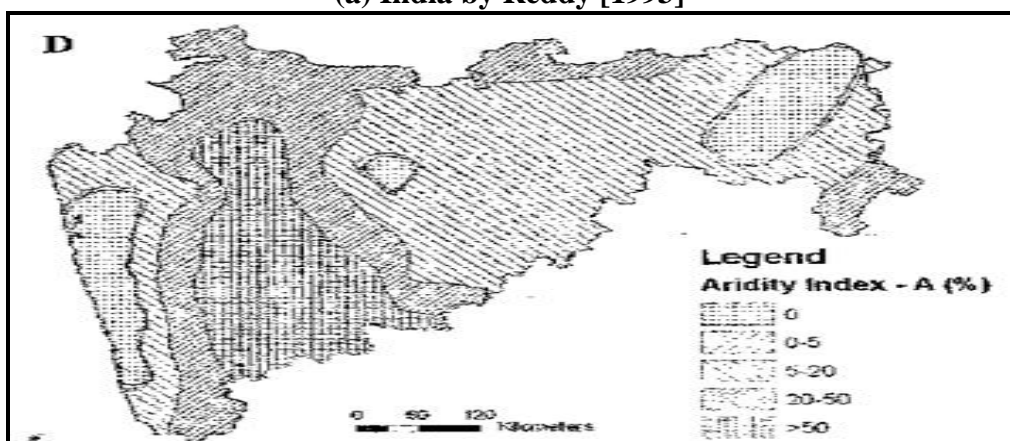 (a) India by Reddy [1993]
D
Legend
Aridity Index - A (%)
0
0-5
5-20
20-50
>50
0 60 120
Kilometers